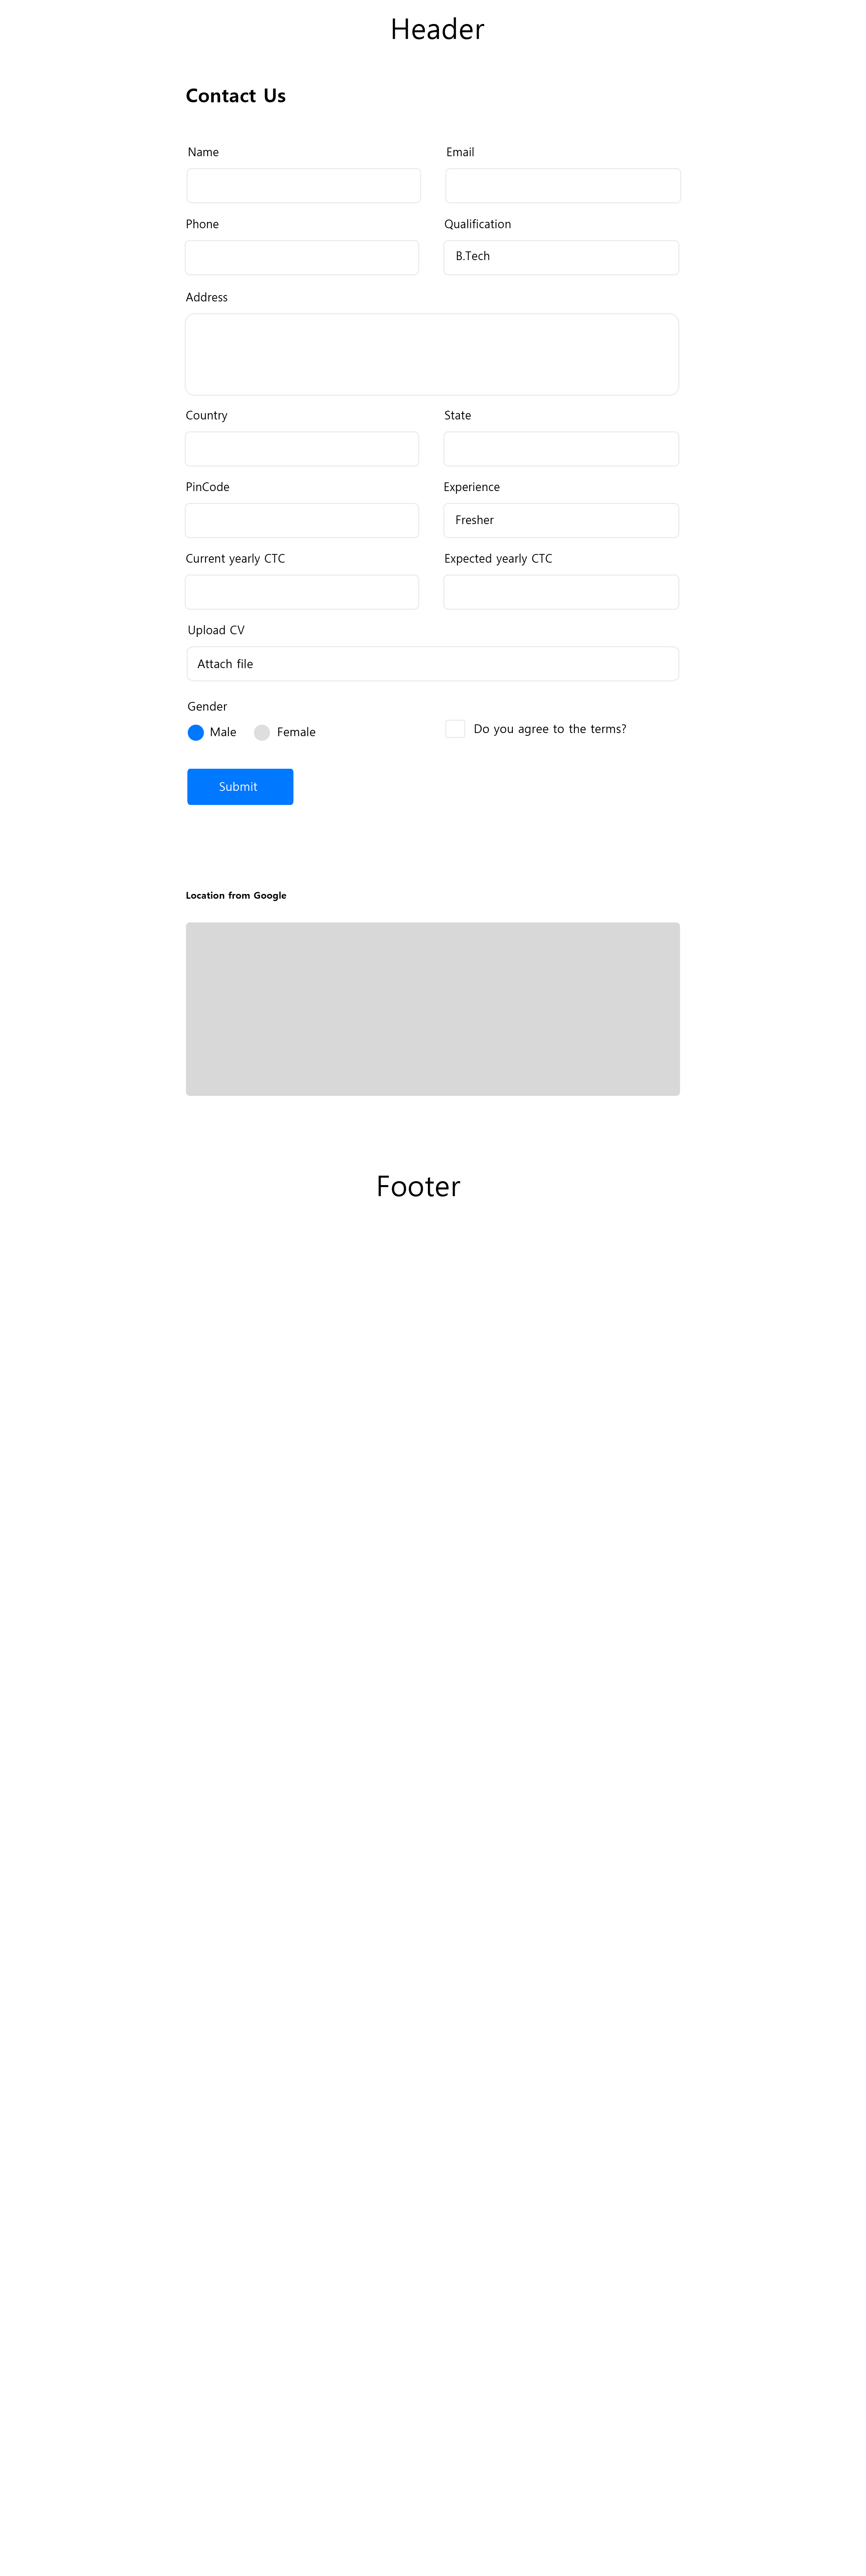 Header
Contact Us
Name Email
Phone Qualification
B.Tech
Address
Country State
PinCode Experience
Fresher
Current yearly CTC Expected yearly CTC
Upload CV
Attach file
Gender
Male Female Do you agree to the terms?
Submit
Location from Google
Footer